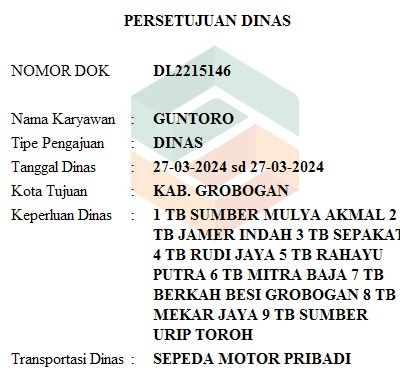 PERSETUJUAN DINAS
NOMOR DOK DL2215146
Nama Karyawan : GUNTORO
Tipe Pengajuan : DINAS
Tanggal Dinas : 27-03-2024 sd 27-03-2024
Kota Tujuan : KAB. GROBOGAN
Keperluan Dinas : 1 TB SUMBER MULYA AKMAL 2
TB JAMER INDAH 3 TB SEPAKAT
4 TB RUDI JAYA 5 TB RAHAYU
PUTRA 6 TB MITRA BAJA 7 TB
BERKAH BESI GROBOGAN 8 TB
MEKAR JAYA 9 TB SUMBER
URIP TOROH
Transportasi Dinas : SEPEDA MOTOR PRIBADI